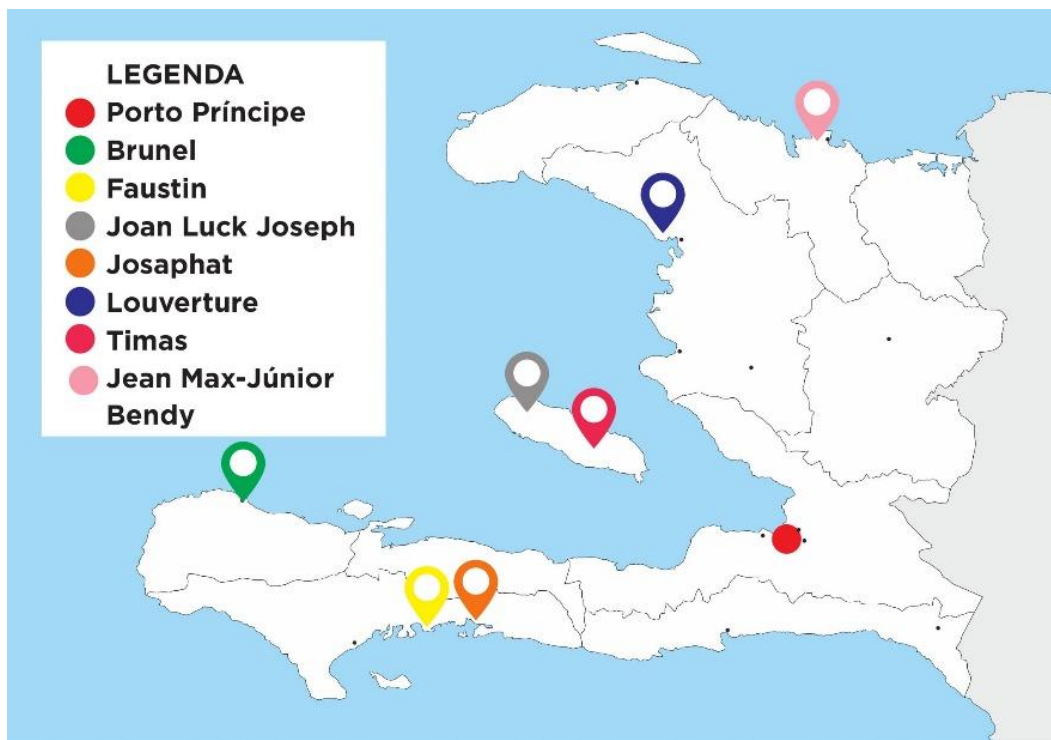 LEGENDA
Porto Príncipe
Brunel
Faustin
Joan Luck Joseph
Josaphat
Louverture
Timas
Jean Max-Júnior
Bendy